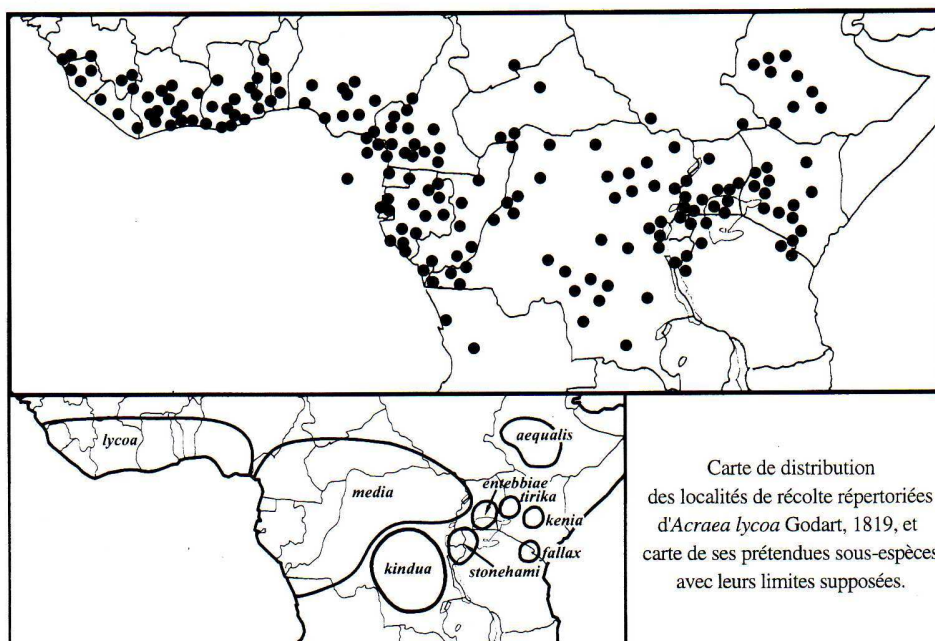 lycoa
media
kindua
aequalis
entebbiae
tirika
kenia
fallax
stonehami
Carte de distribution
des localités de récolte répertoriées
d'Acraea lycoa Godart, 1819, et
carte de ses prétendues sous-espèces
avec leurs limites supposées.